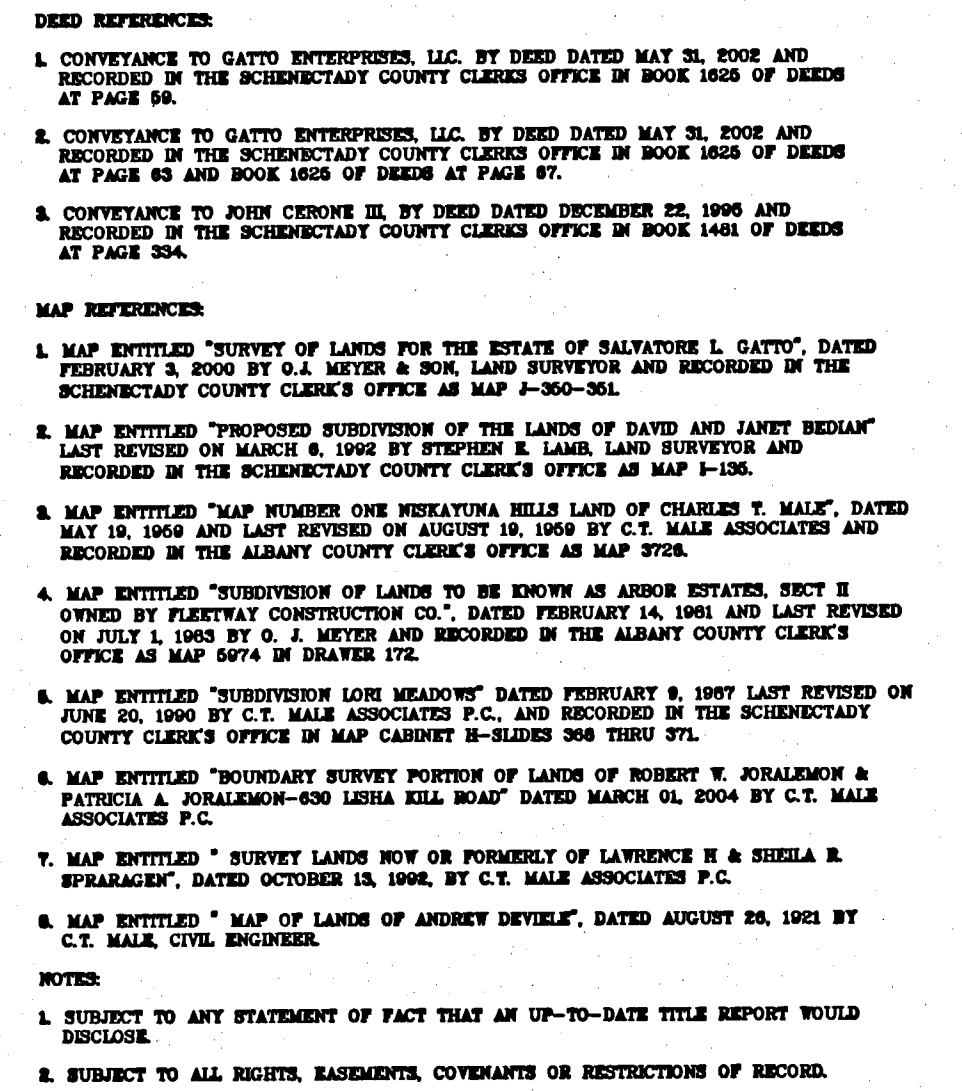 DEED REFERENCES:
1. CONVEYANCE TO GATTO ENTERPRISES, LLC. BY DEED DATED MAY 31, 2002 AND
RECORDED IN THE SCHENECTADY COUNTY CLERKS OFFICE IN BOOK 1625 OF DEEDS
AT PAGE 59.
2. CONVEYANCE TO GATTO ENTERPRISES, LLC. BY DEED DATED MAY 31, 2002 AND
RECORDED IN THE SCHENECTADY COUNTY CLERKS OFFICE IN BOOK 1625 OF DEEDS
AT PAGE 63 AND BOOK 1625 OF DEEDS AT PAGE 67.
3. CONVEYANCE TO JOHN CERONE III, BY DEED DATED DECEMBER 22, 1995 AND
RECORDED IN THE SCHENECTADY COUNTY CLERKS OFFICE IN BOOK 1481 OF DEEDS
AT PAGE 334.
MAP REFERENCES:
1. MAP ENTITLED "SURVEY OF LANDS FOR THE ESTATE OF SALVATORE L. GATTO", DATED
FEBRUARY 3, 2000 BY O.J. MEYER & SON, LAND SURVEYOR AND RECORDED IN THE
SCHENECTADY COUNTY CLERK'S OFFICE AS MAP J-350-351.
2. MAP ENTITLED "PROPOSED SUBDIVISION OF THE LANDS OF DAVID AND JANET BEDIAN"
LAST REVISED ON MARCH 6, 1992 BY STEPHEN E. LAMB, LAND SURVEYOR AND
RECORDED IN THE SCHENECTADY COUNTY CLERK'S OFFICE AS MAP I-135.
3. MAP ENTITLED "MAP NUMBER ONE NISKAYUNA HILLS LAND OF CHARLES T. MALE", DATED
MAY 19, 1959 AND LAST REVISED ON AUGUST 19, 1959 BY C.T. MALE ASSOCIATES AND
RECORDED IN THE ALBANY COUNTY CLERK'S OFFICE AS MAP 3726.
4. MAP ENTITLED "SUBDIVISION OF LANDS TO BE KNOWN AS ARBOR ESTATES, SECT II
OWNED BY FLEETWAY CONSTRUCTION CO.", DATED FEBRUARY 14, 1961 AND LAST REVISED
ON JULY 1, 1963 BY O. J. MEYER AND RECORDED IN THE ALBANY COUNTY CLERK'S
OFFICE AS MAP 5974 IN DRAWER 172.
5. MAP ENTITLED "SUBDIVISION LORI MEADOWS" DATED FEBRUARY 9, 1987 LAST REVISED ON
JUNE 20, 1990 BY C.T. MALE ASSOCIATES P.C., AND RECORDED IN THE SCHENECTADY
COUNTY CLERK'S OFFICE IN MAP CABINET H-SLIDES 368 THRU 371.
6. MAP ENTITLED "BOUNDARY SURVEY PORTION OF LANDS OF ROBERT W. JORALEMON &
PATRICIA A. JORALEMON-630 LISHA KILL ROAD" DATED MARCH 01, 2004 BY C.T. MALE
ASSOCIATES P.C.
7. MAP ENTITLED " SURVEY LANDS NOW OR FORMERLY OF LAWRENCE H & SHEILA R.
SPRARAGEN", DATED OCTOBER 13, 1992, BY C.T. MALE ASSOCIATES P.C.
8. MAP ENTITLED " MAP OF LANDS OF ANDREW DEVIELE", DATED AUGUST 26, 1921 BY
C.T. MALE, CIVIL ENGINEER.
NOTES:
1. SUBJECT TO ANY STATEMENT OF FACT THAT AN UP-TO-DATE TITLE REPORT WOULD
DISCLOSE.
2. SUBJECT TO ALL RIGHTS, EASEMENTS, COVENANTS OR RESTRICTIONS OF RECORD.